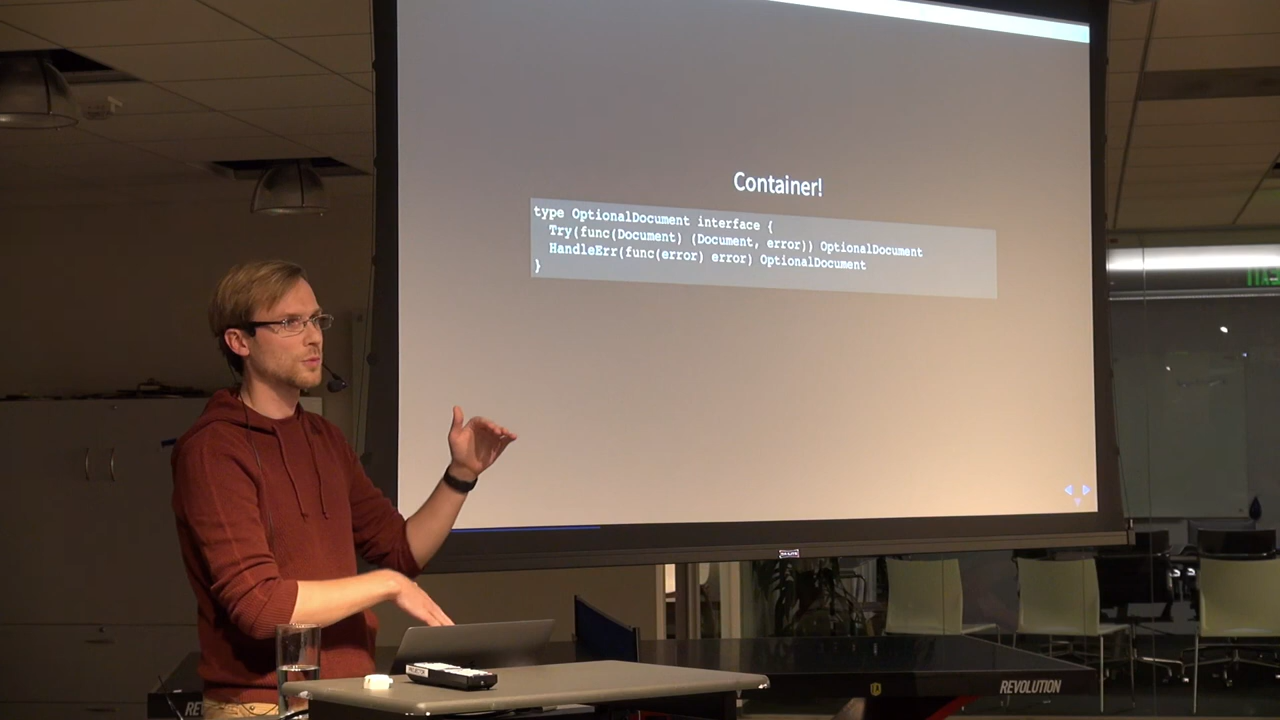 Container!
type OptionalDocument interface {
Try(func(Document) (Document, error)) OptionalDocument
HandleErr(func(error) error) OptionalDocument
}
REVOLUTION